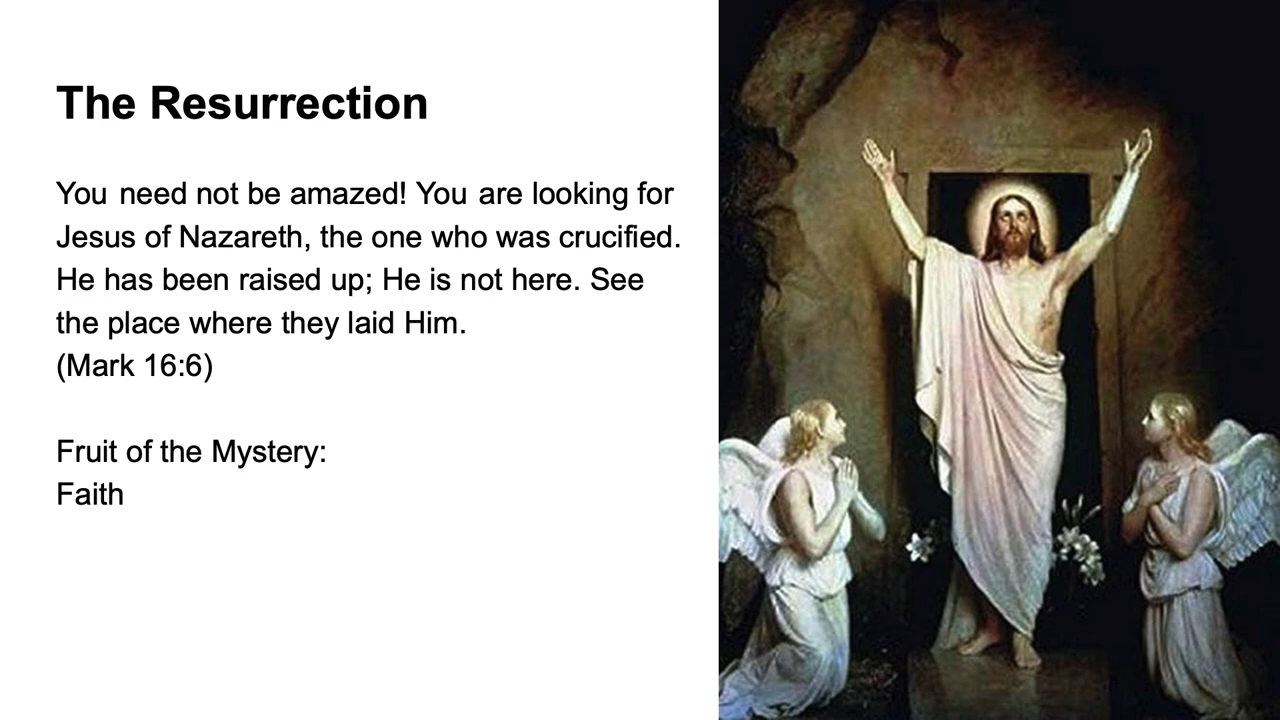 The Resurrection
You need not be amazed! You are looking for
Jesus of Nazareth, the one who was crucified.
He has been raised up; He is not here. See
the place where they laid Him.
(Mark 16:6)
Fruit of the Mystery:
Faith